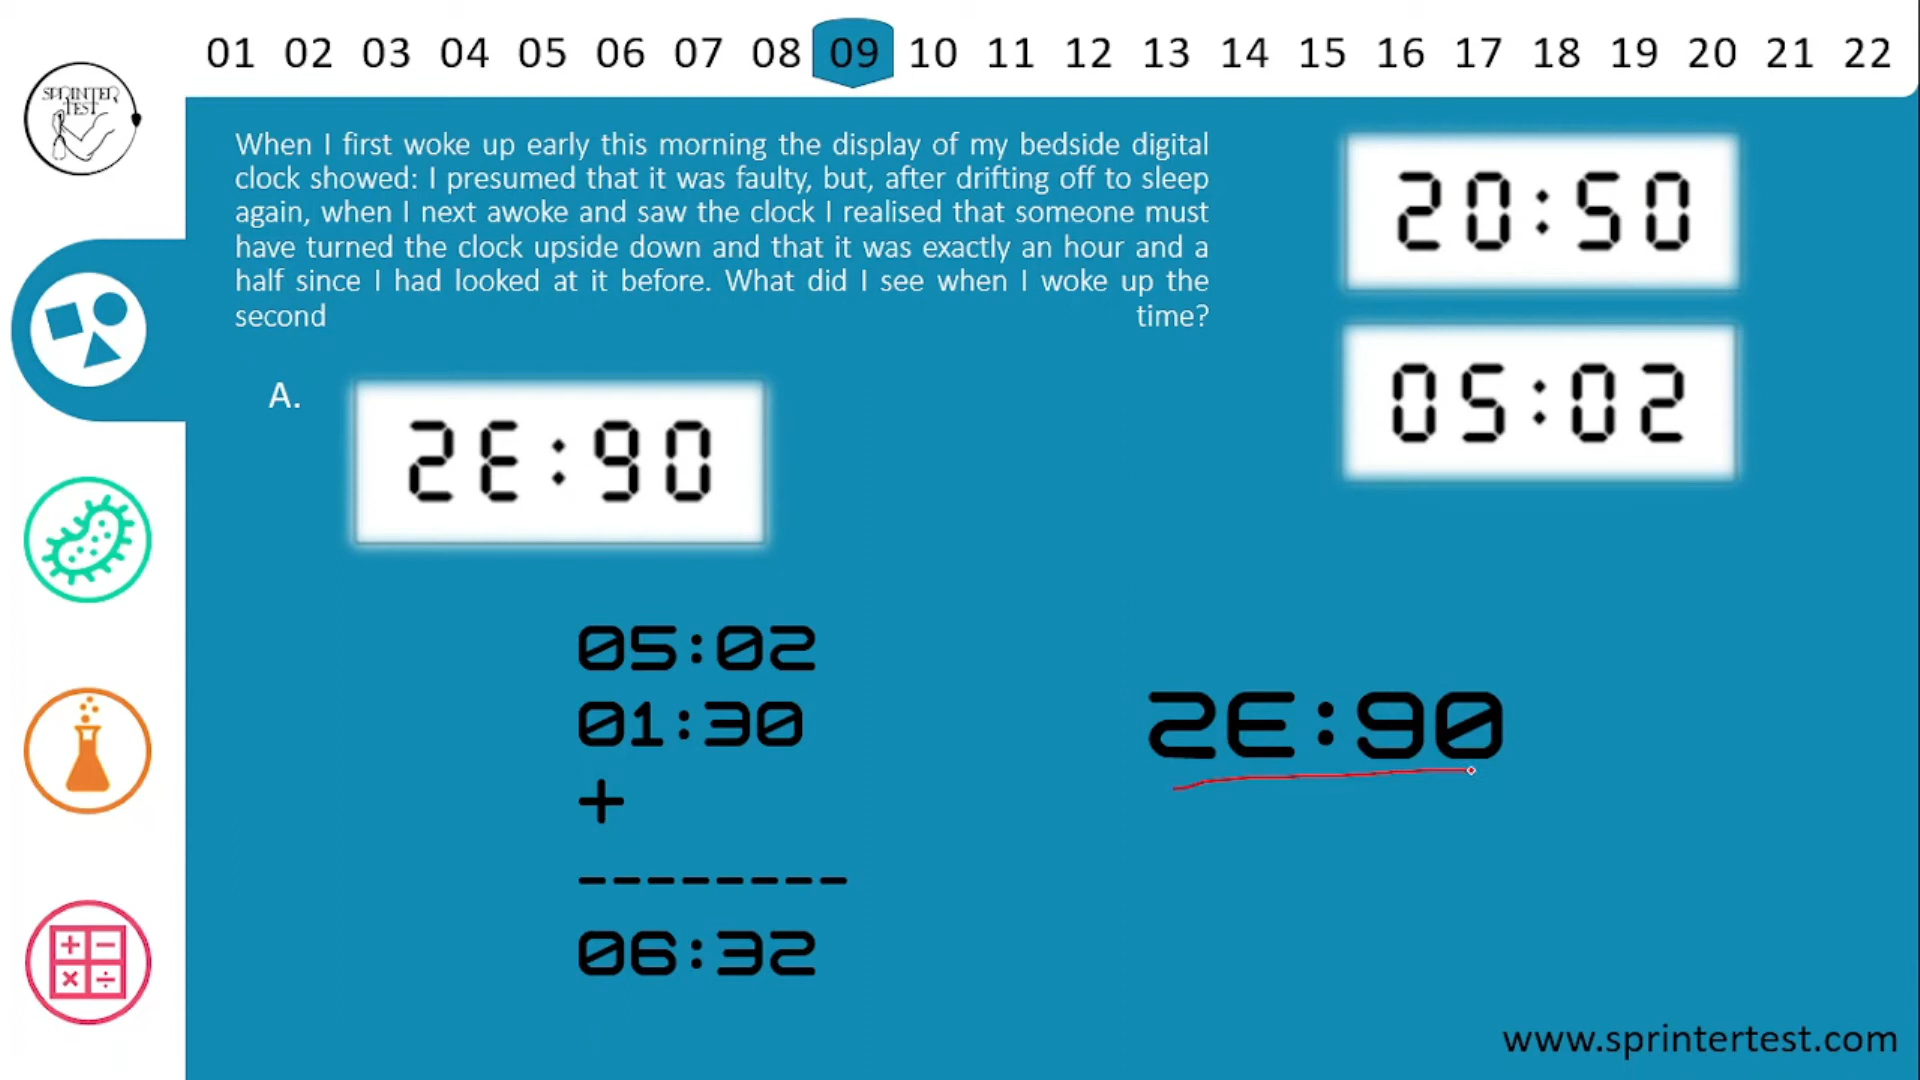 01 02 03 04 05 06 07 08 09 10 11 12 13 14 15 16 17 18 19 20 21 22
SPRINTER
TEST
When I first woke up early this morning the display of my bedside digital
clock showed: I presumed that it was faulty, but, after drifting off to sleep
again, when I next awoke and saw the clock I realised that someone must
have turned the clock upside down and that it was exactly an hour and a
half since I had looked at it before. What did I see when I woke up the
second time?
20:50
05:02
A.
2E:90
05:02
01:30
+
--------
06:32
2E:90
www.sprintertest.com